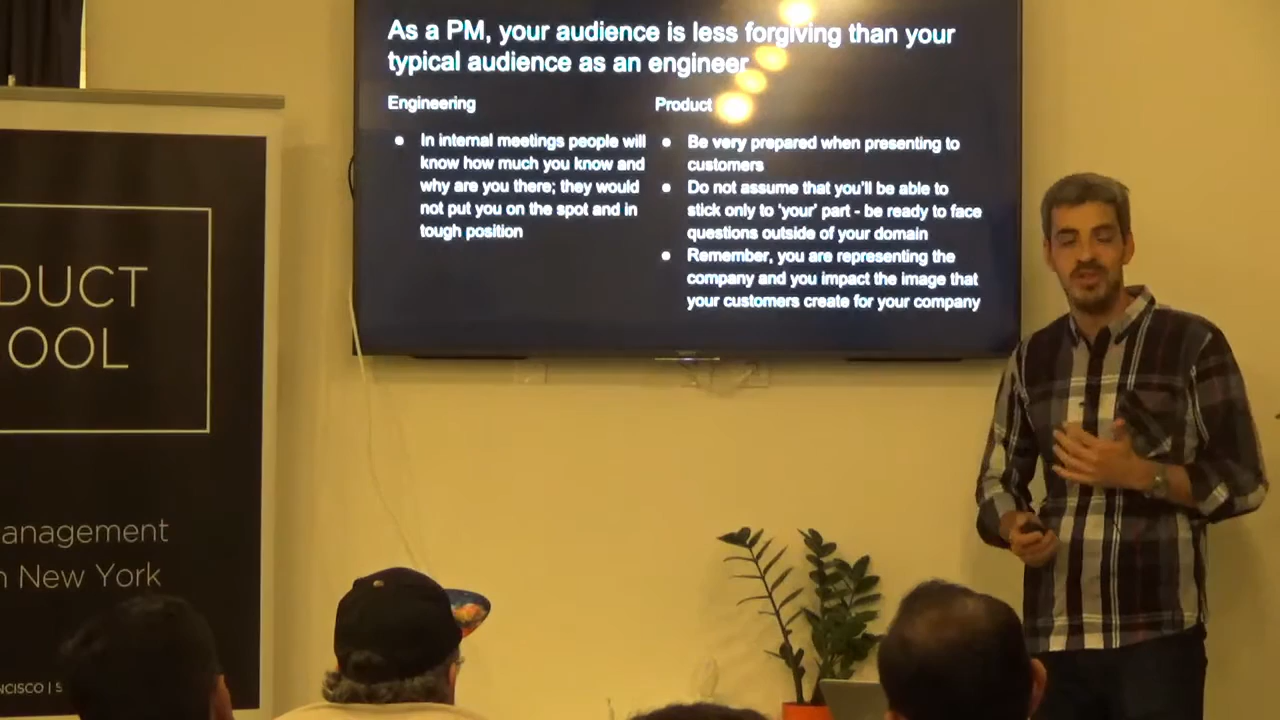 As a PM, your audience is less forgiving than your
typical audience as an engineer
Engineering
In internal meetings people will
know how much you know and
why are you there; they would
not put you on the spot and in
tough position
Product
Be very prepared when presenting to
customers
Do not assume that you'll be able to
stick only to 'your' part - be ready to face
questions outside of your domain
Remember, you are representing the
company and you impact the image that
your customers create for your company
DUCT
OOL
anagement
n New York
NCISCO | S